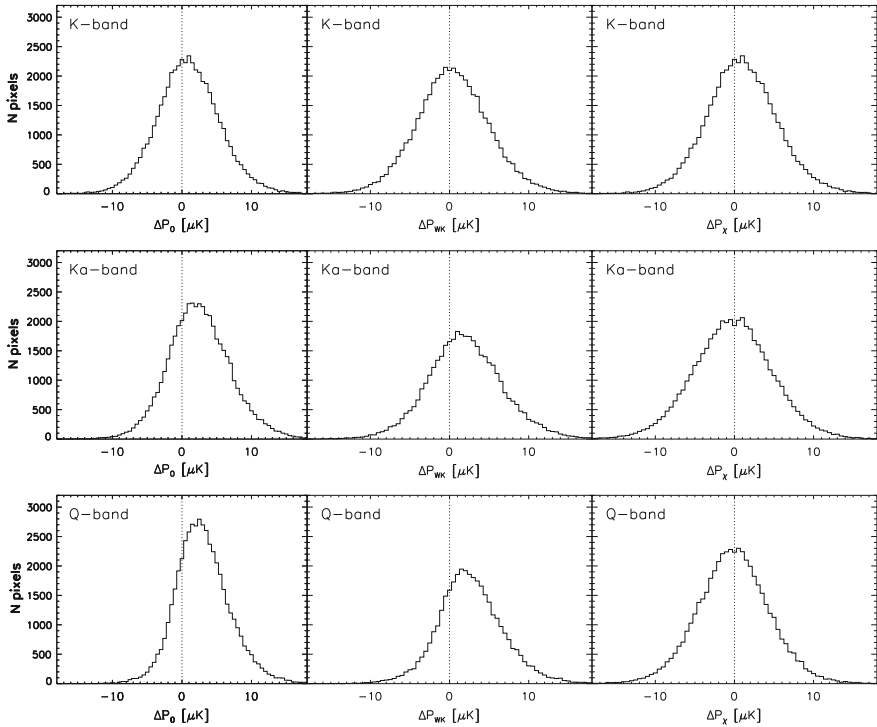 K-band
K-band
K-band
N pixels
3000
2500
2000
1500
1000
500
0
-10 0 10
-10 0 10
-10 0 10
ΔP₀ [μK]
ΔP_WK [μK]
ΔP_χ [μK]
Ka-band
Ka-band
Ka-band
N pixels
3000
2500
2000
1500
1000
500
0
-10 0 10
-10 0 10
-10 0 10
ΔP₀ [μK]
ΔP_WK [μK]
ΔP_χ [μK]
Q-band
Q-band
Q-band
N pixels
3000
2500
2000
1500
1000
500
0
-10 0 10
-10 0 10
-10 0 10
ΔP₀ [μK]
ΔP_WK [μK]
ΔP_χ [μK]